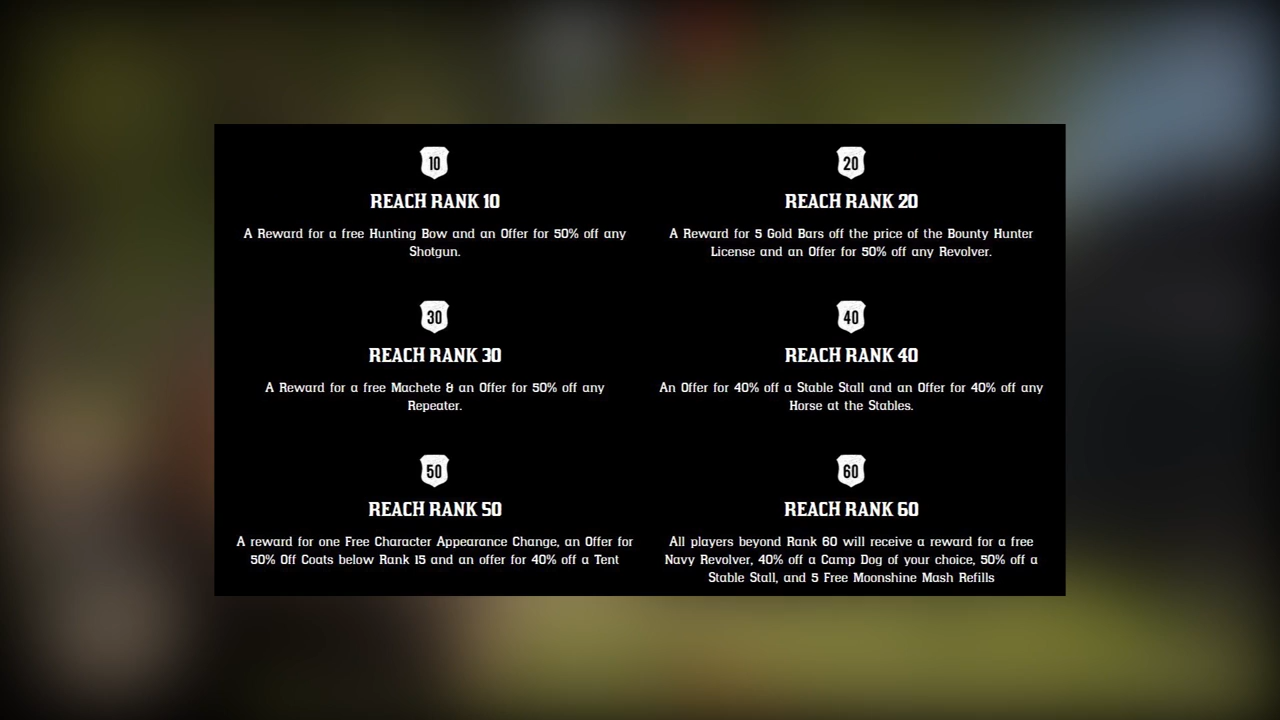 10
REACH RANK 10
A Reward for a free Hunting Bow and an Offer for 50% off any
Shotgun.
20
REACH RANK 20
A Reward for 5 Gold Bars off the price of the Bounty Hunter
License and an Offer for 50% off any Revolver.
30
REACH RANK 30
A Reward for a free Machete & an Offer for 50% off any
Repeater.
40
REACH RANK 40
An Offer for 40% off a Stable Stall and an Offer for 40% off any
Horse at the Stables.
50
REACH RANK 50
A reward for one Free Character Appearance Change, an Offer for
50% Off Coats below Rank 15 and an offer for 40% off a Tent
60
REACH RANK 60
All players beyond Rank 60 will receive a reward for a free
Navy Revolver, 40% off a Camp Dog of your choice, 50% off a
Stable Stall, and 5 Free Moonshine Mash Refills